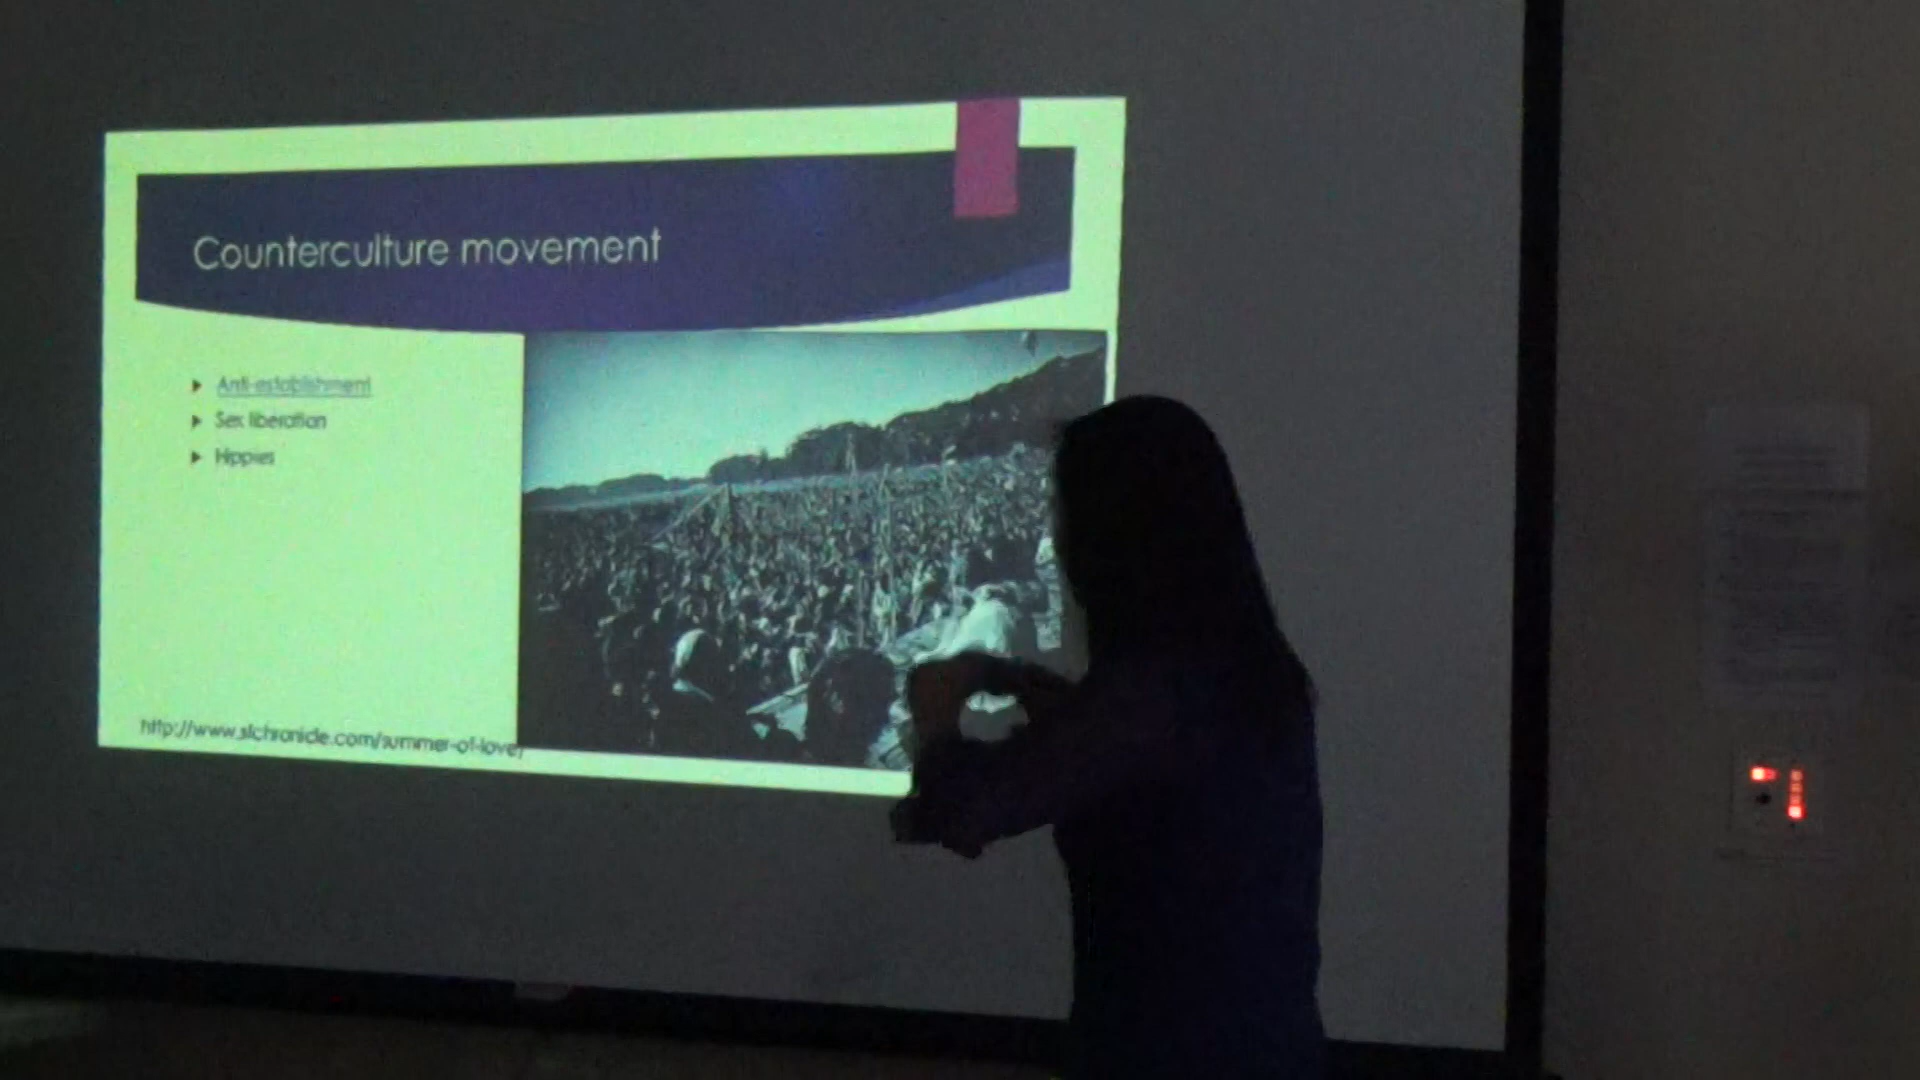 Counterculture movement
Anti-establishment
Sex liberation
Hippies
http://www.sfchronicle.com/summer-of-love/